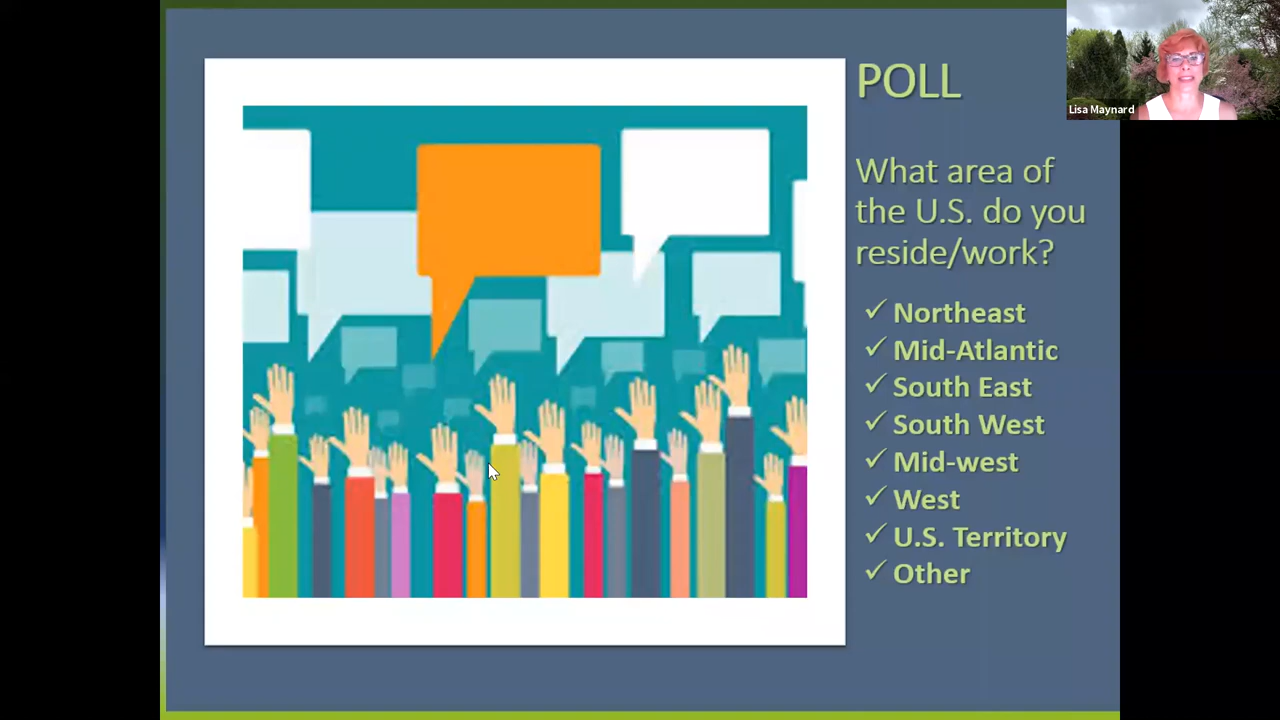 POLL
Lisa Maynard
What area of
the U.S. do you
reside/work?
✓ Northeast
✓ Mid-Atlantic
✓ South East
✓ South West
✓ Mid-west
✓ West
✓ U.S. Territory
✓ Other